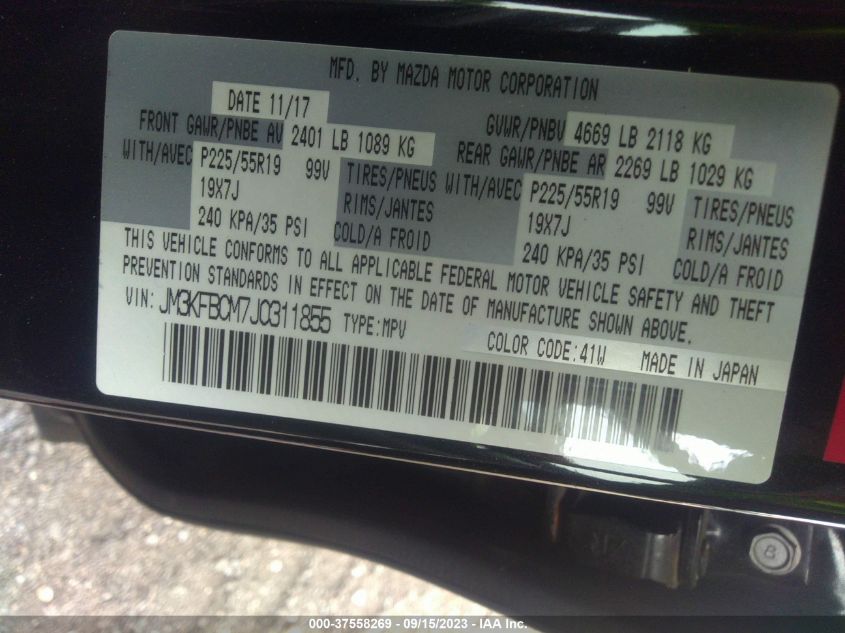 MFD. BY MAZDA MOTOR CORPORATION
DATE 11/17
FRONT GAWR/PNBE AV 2401 LB 1089 KG
WITH/AVEC P225/55R19 99V TIRES/PNEUS
19X7J RIMS/JANTES
240 KPA/35 PSI COLD/A FROID
GVWR/PNBV 4669 LB 2118 KG
REAR GAWR/PNBE AR 2269 LB 1029 KG
WITH/AVEC P225/55R19 99V TIRES/PNEUS
19X7J RIMS/JANTES
240 KPA/35 PSI COLD/A FROID
THIS VEHICLE CONFORMS TO ALL APPLICABLE FEDERAL MOTOR VEHICLE SAFETY AND THEFT
PREVENTION STANDARDS IN EFFECT ON THE DATE OF MANUFACTURE SHOWN ABOVE.
VIN: JM3KFBCM7J0311855 TYPE:MPV
COLOR CODE:41W MADE IN JAPAN
8
000-37558269 - 09/15/2023 - IAA Inc.